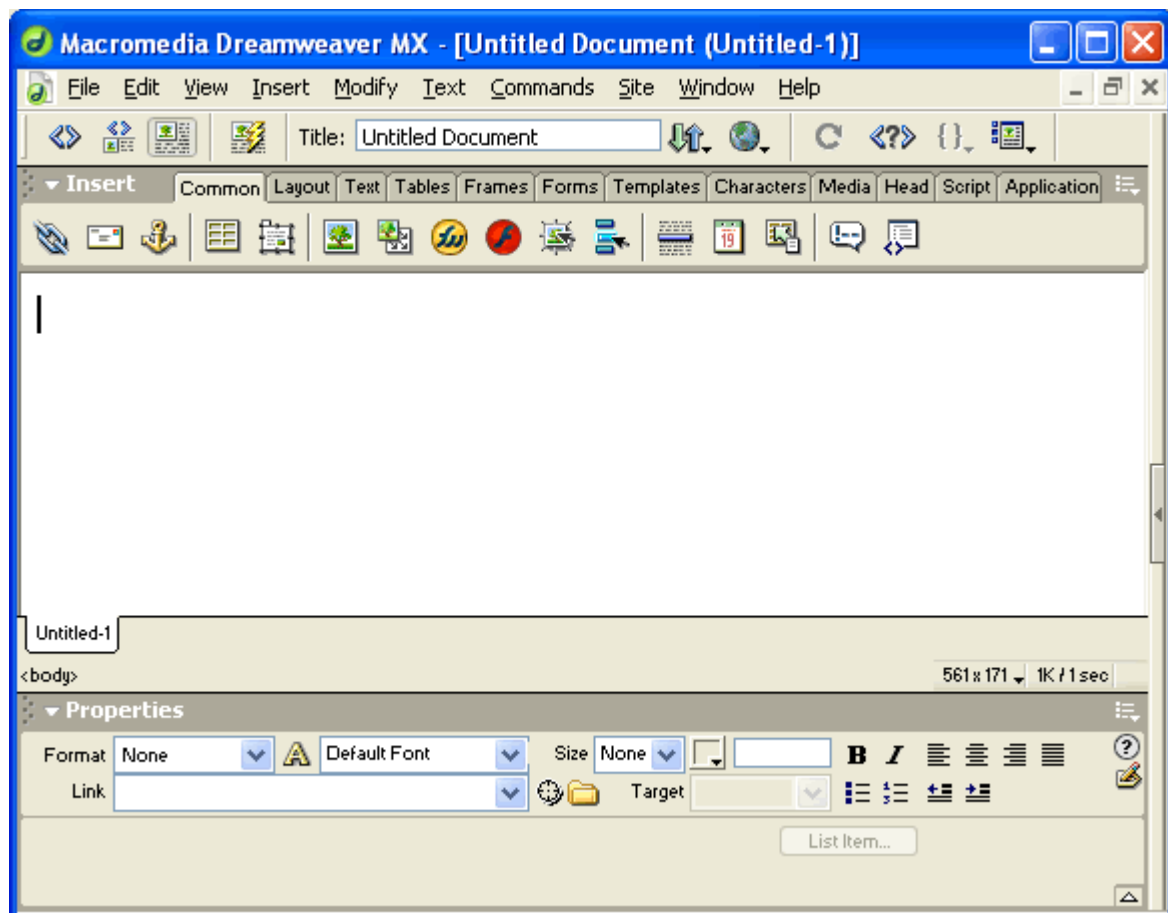 Macromedia Dreamweaver MX - [Untitled Document (Untitled-1)]
File Edit View Insert Modify Text Commands Site Window Help
Title: Untitled Document
Insert Common Layout Text Tables Frames Forms Templates Characters Media Head Script Application
19
Untitled-1
<body> 561 x 171 1K / 1 sec
Properties
Format None Default Font Size None B I
Link Target
List Item...